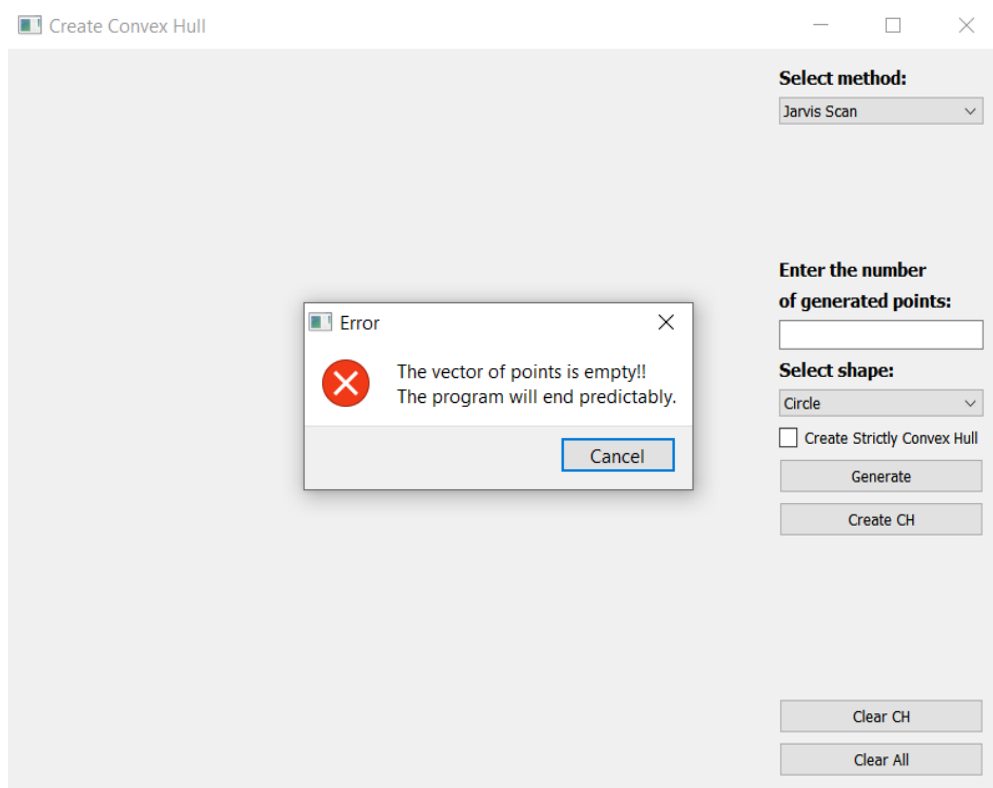 Create Convex Hull
Select method:
Jarvis Scan
Enter the number
of generated points:
Error
The vector of points is empty!!
The program will end predictably.
Cancel
Select shape:
Circle
Create Strictly Convex Hull
Generate
Create CH
Clear CH
Clear All